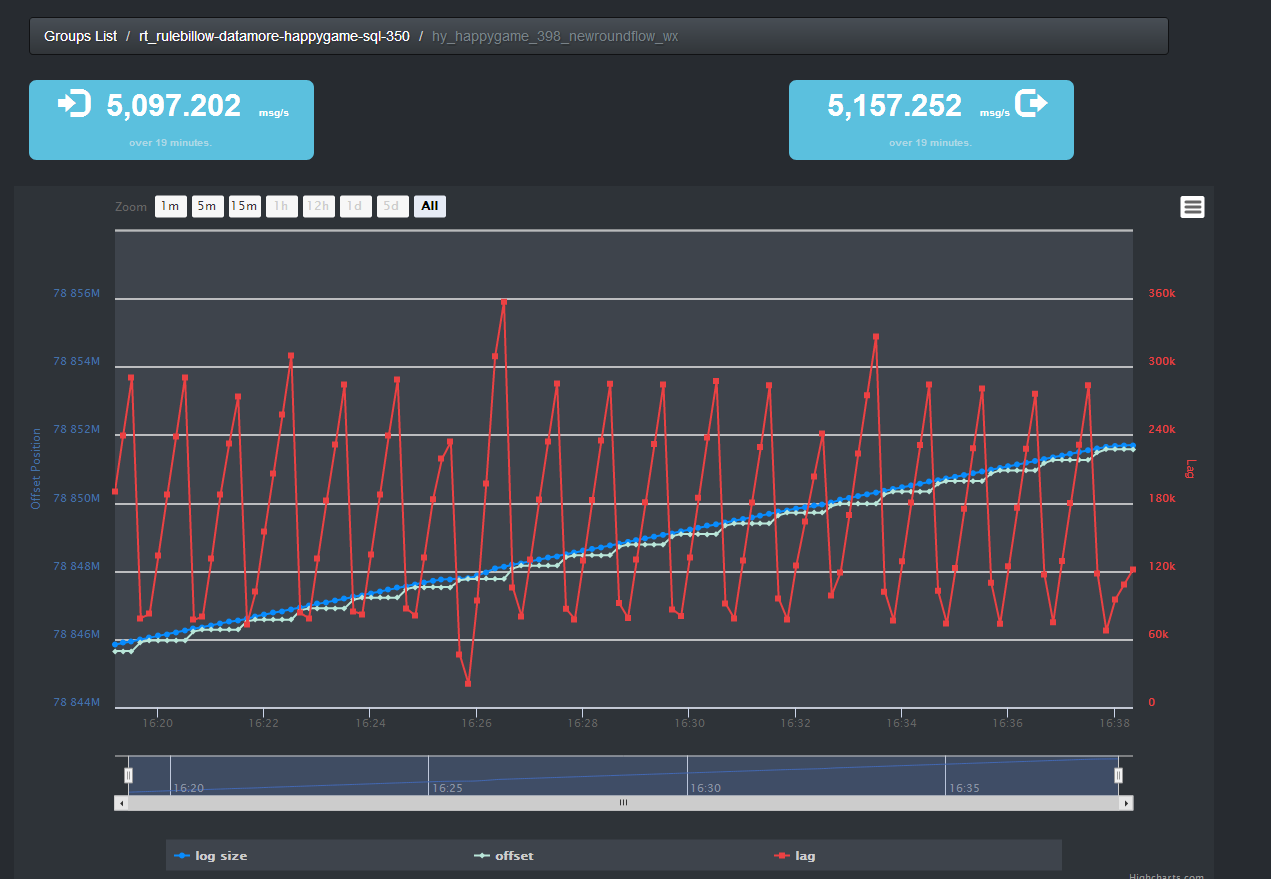 Groups List / rt_rulebillow-datamore-happygame-sql-350 / hy_happygame_398_newroundflow_wx
5,097.202 msg/s
over 19 minutes.
5,157.252 msg/s
over 19 minutes.
Zoom 1m 5m 15m 1h 12h 1d 5d All
78 856M
78 854M
78 852M
78 850M
78 848M
78 846M
78 844M
Offset Position
360k
300k
240k
180k
120k
60k
0
Lag
16:20 16:22 16:24 16:26 16:28 16:30 16:32 16:34 16:36 16:38
16:20 16:25 16:30 16:35
log size offset lag
Highcharts.com